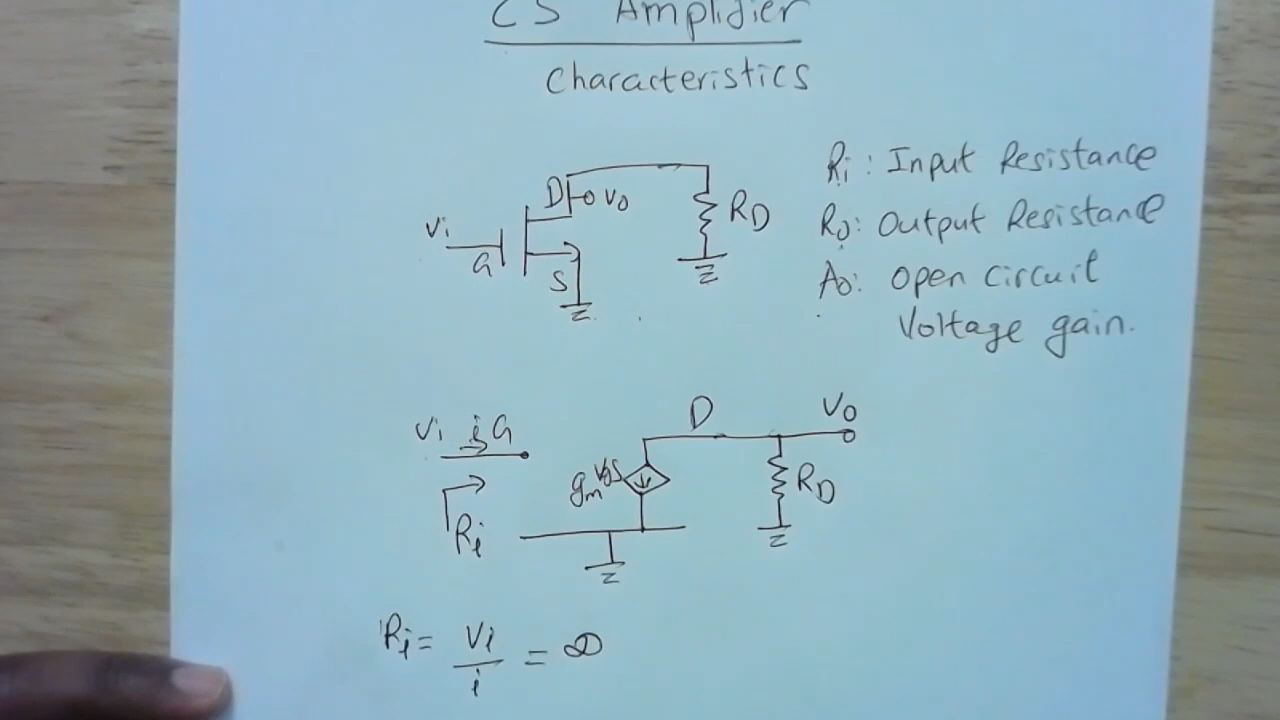 CS Amplifier
Characteristics
Ri: Input Resistance
Ro: Output Resistance
Ao: Open Circuit
Voltage gain.
Vi
G
D
Vo
S
RD
Vi i G
Ri
gmVgs
D
Vo
RD
Ri = Vi / i = ∞